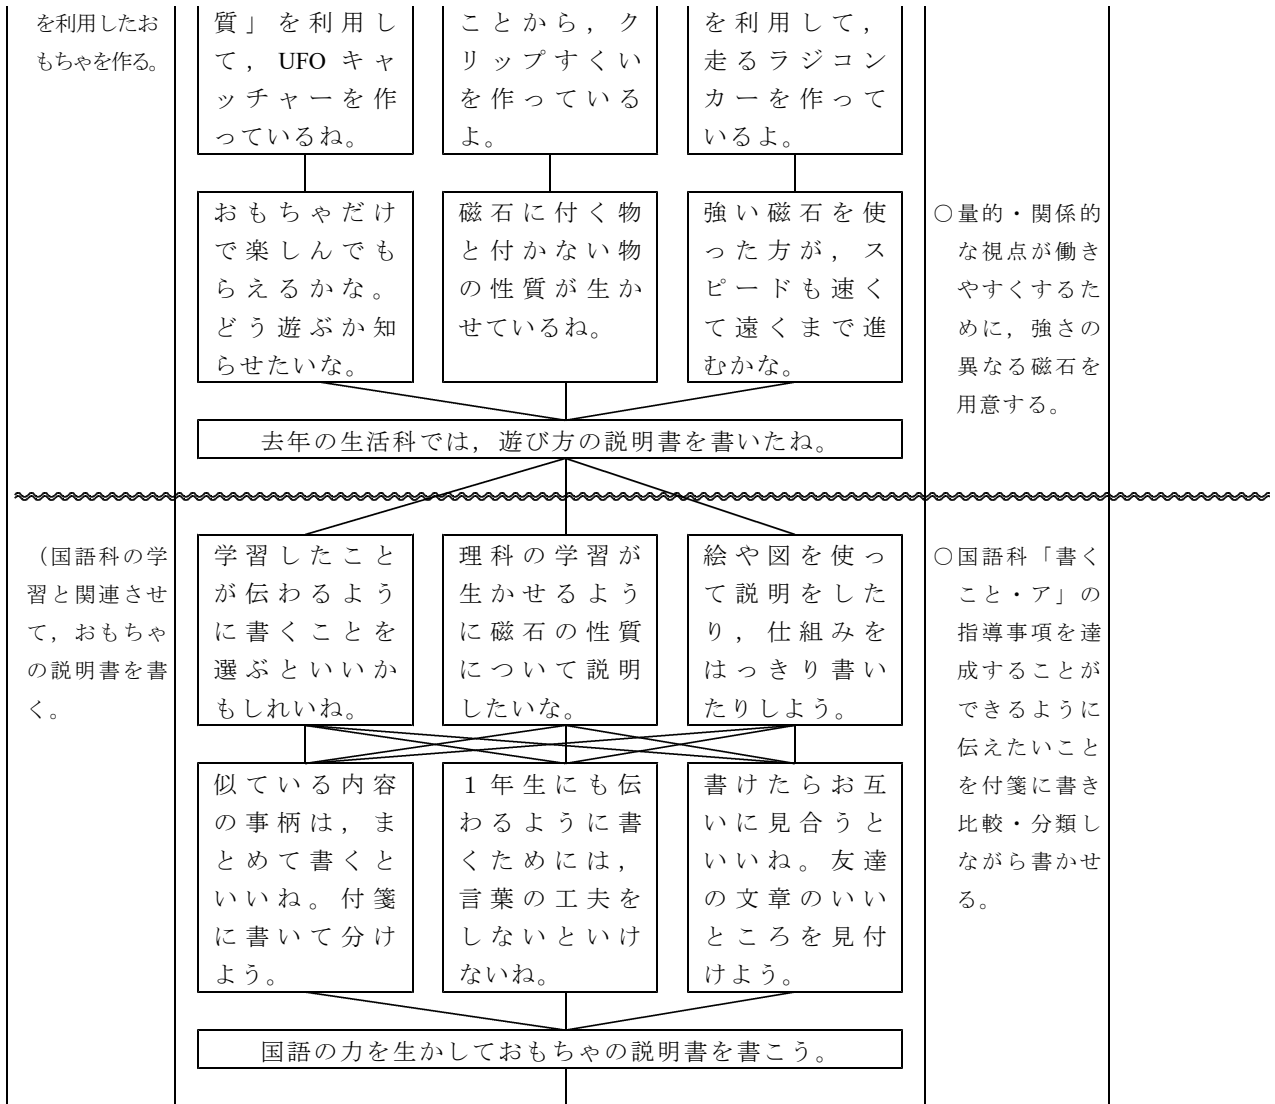 を利用したお
もちゃを作る。
質」を利用し
て，UFO キャ
ッチャーを作
っているね。
ことから，ク
リップすくい
を作っている
よ。
を利用して，
走るラジコン
カーを作って
いるよ。
おもちゃだけ
で楽しんでも
らえるかな。
どう遊ぶか知
らせたいな。
磁石に付く物
と付かない物
の性質が生か
せているね。
強い磁石を使
った方が，ス
ピードも速く
て遠くまで進
むかな。
○量的・関係的
な視点が働き
やすくするた
めに，強さの
異なる磁石を
用意する。
去年の生活科では，遊び方の説明書を書いたね。
（国語科の学
習と関連させ
て，おもちゃ
の説明書を書
く。
学習したこと
が伝わるよう
に書くことを
選ぶといいか
もしれいね。
理科の学習が
生かせるよう
に磁石の性質
について説明
したいな。
絵や図を使っ
て説明をした
り，仕組みを
はっきり書い
たりしよう。
○国語科「書く
こと・ア」の
指導事項を達
成することが
できるように
伝えたいこと
を付箋に書き
比較・分類し
ながら書かせ
る。
似ている内容
の事柄は，ま
とめて書くと
いいね。付箋
に書いて分け
よう。
１年生にも伝
わるように書
くためには，
言葉の工夫を
しないといけ
ないね。
書けたらお互
いに見合うと
いいね。友達
の文章のいい
ところを見付
けよう。
国語の力を生かしておもちゃの説明書を書こう。